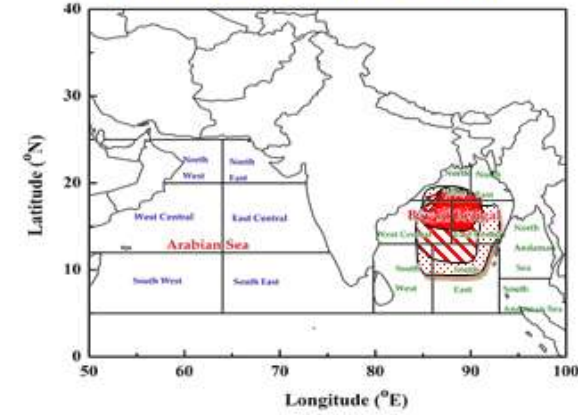 40
30
20
10
0
50
60
70
80
90
100
Latitude (°N)
Longitude (°E)
North
West
North
East
West Central
East Central
Arabian Sea
South West
South East
North
North
East
Bay of Bengal
West Central
South
West
South
East
North
Andaman
Sea
South
Andaman Sea